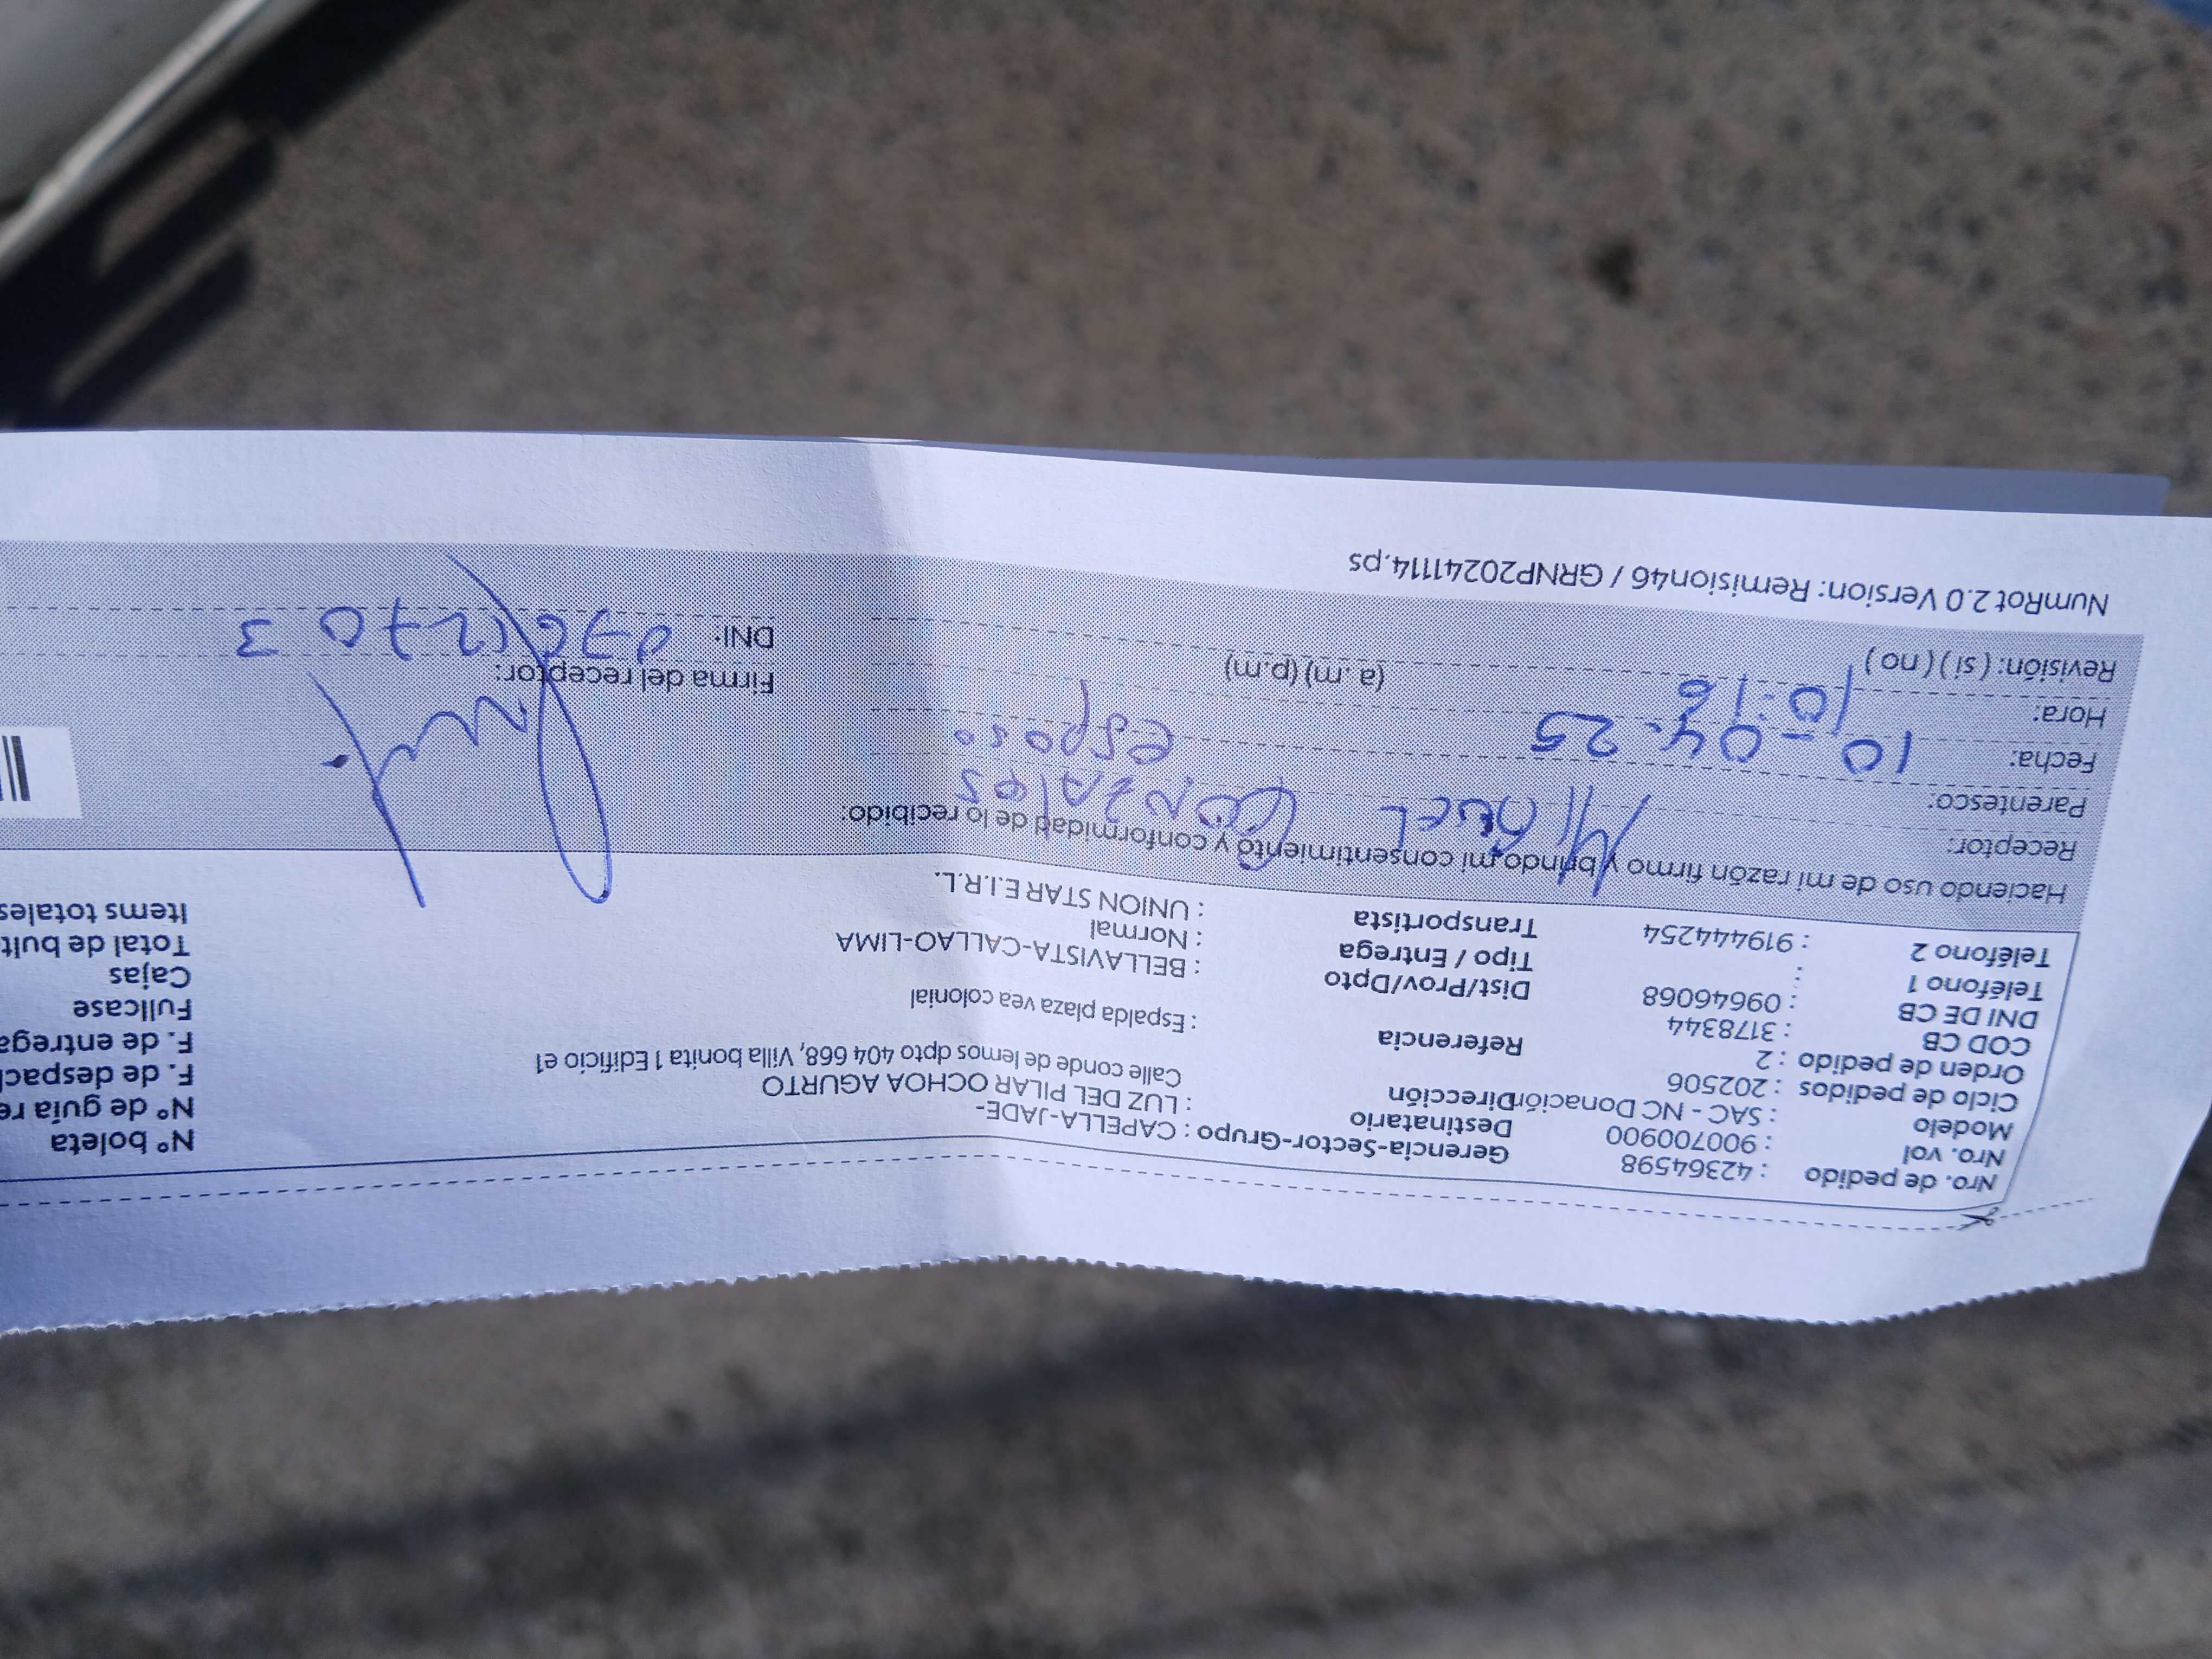 Nro. de pedido : 42364598 Gerencia-Sector-Grupo : CAPELLA-JADE- N° boleta
Nro. vol : 900700900 Destinatario : LUZ DEL PILAR OCHOA AGURTO N° de guía re
Modelo : SAC - NC Donación Dirección Calle conde de lemos dpto 404 668, Villa bonita 1 Edificio e1 F. de despach
Ciclo de pedidos : 202506 F. de entrega
Orden de pedido : 2 Referencia : Espalda plaza vea colonial Fullcase
COD CB : 3178344 Cajas
DNI DE CB : 09646068 Dist/Prov/Dpto : BELLAVISTA-CALLAO-LIMA Total de bult
Teléfono 1 : Tipo / Entrega : Normal Items totales
Teléfono 2 : 919444254 Transportista : UNION STAR E.I.R.L.
Haciendo uso de mi razón firmo y brindo mi consentimiento y conformidad de lo recibido:
Receptor: MIGUEL GONZALES
Parentesco: esposo
Fecha: 10-04-25
Hora: 10:16 (a.m) (p.m) Firma del receptor:
Revisión: (si) (no) DNI:
NumRot 2.0 Version: Remision46 / GRNP20241114.ps